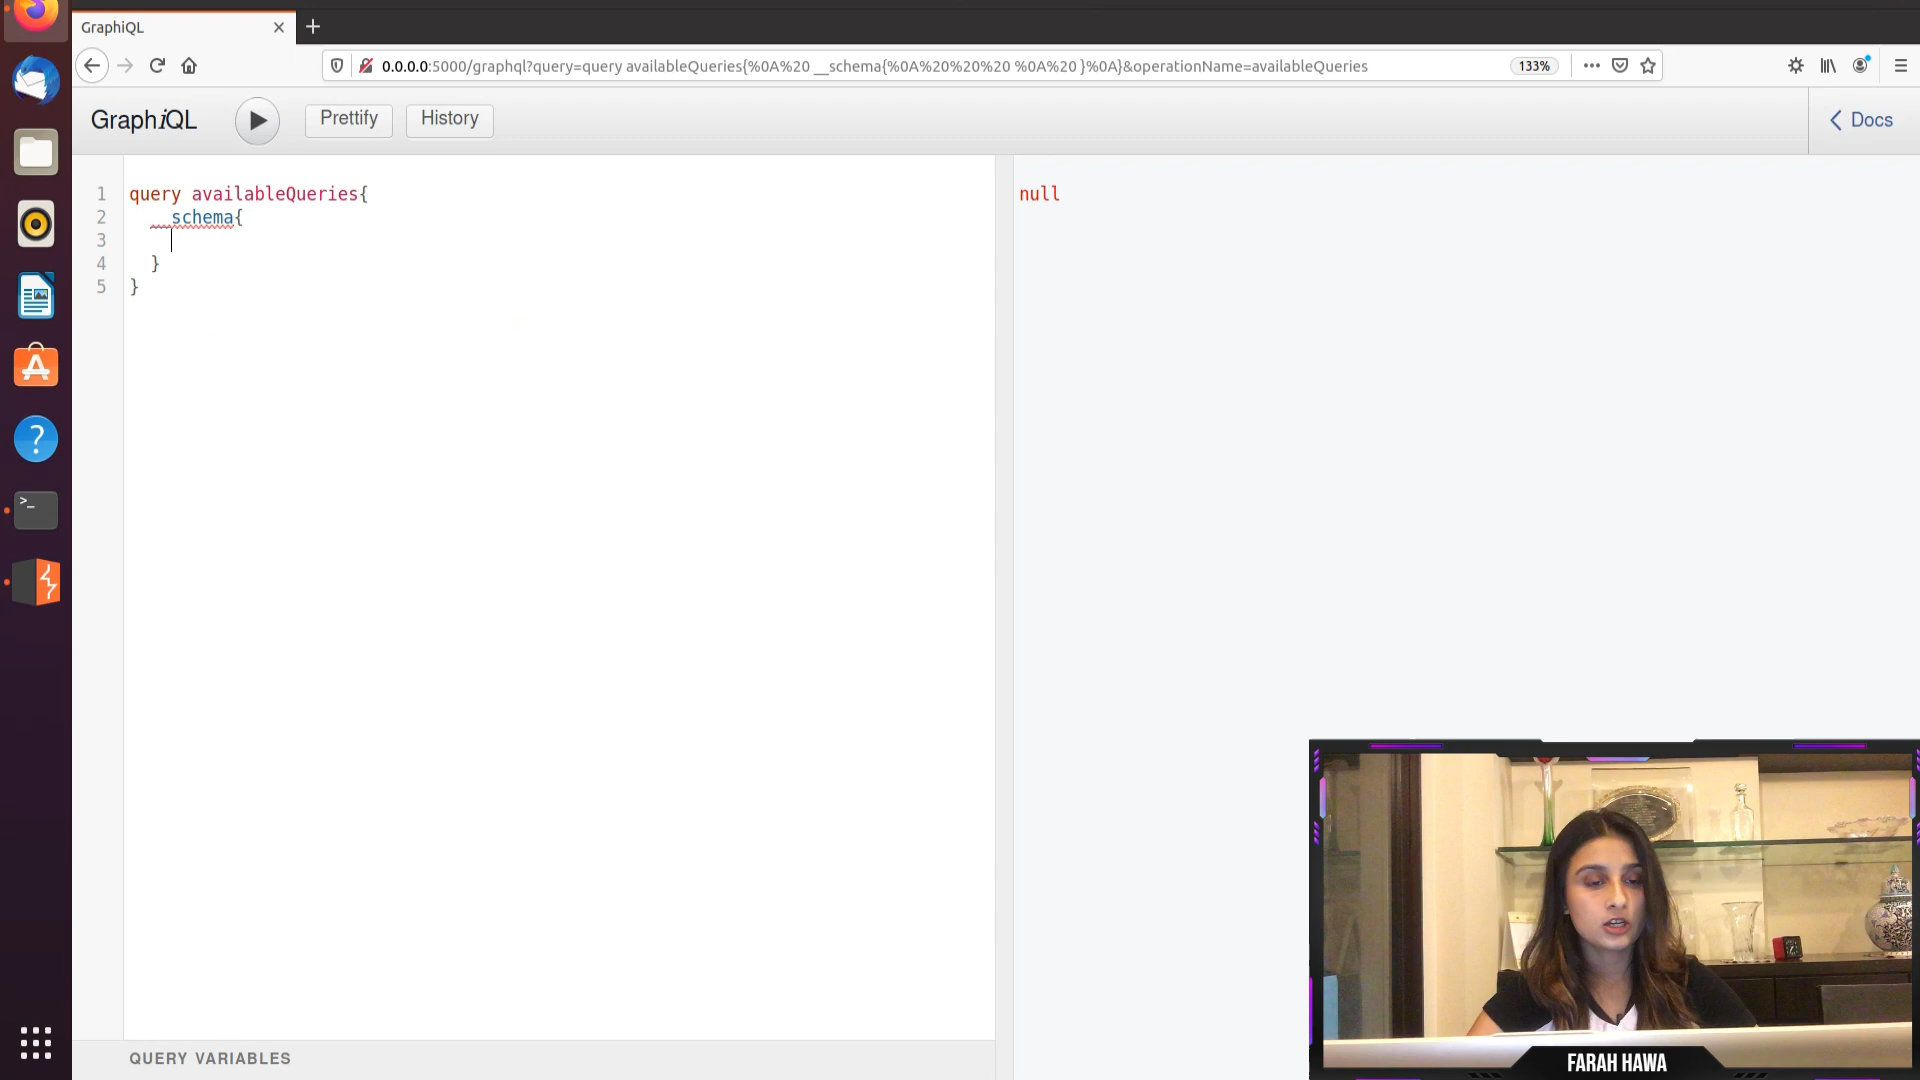 GraphiQL
0.0.0.0:5000/graphql?query=query availableQueries{%0A%20 __schema{%0A%20%20%20 %0A%20 }%0A}&operationName=availableQueries
133%
GraphiQL
Prettify
History
Docs
1 query availableQueries{
2 __schema{
3
4 }
5 }
null
QUERY VARIABLES
FARAH HAWA